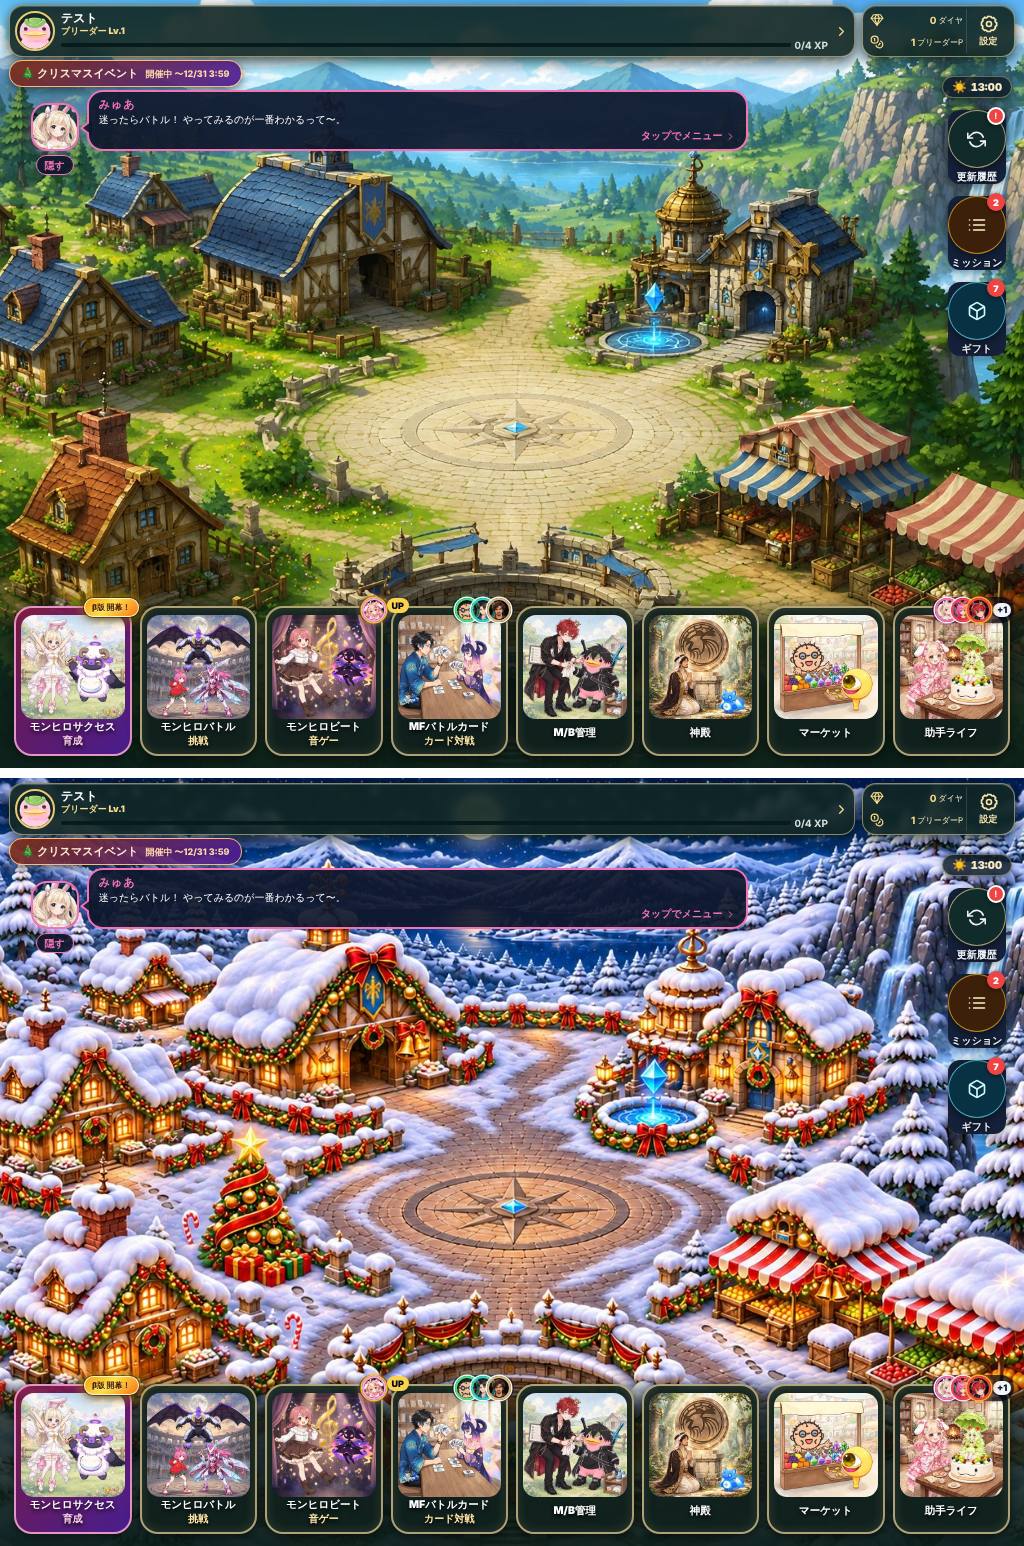 テスト
ブリーダー Lv.1
0/4 XP
0 ダイヤ
1 ブリーダーP
設定
クリスマスイベント 開催中 〜12/31 3:59
13:00
みゅあ
迷ったらバトル！ やってみるのが一番わかるって〜。
タップでメニュー
隠す
!
更新履歴
2
ミッション
7
ギフト
β版 開幕！
UP
+1
モンヒロサクセス
育成
モンヒロバトル
挑戦
モンヒロビート
音ゲー
MFバトルカード
カード対戦
M/B管理
神殿
マーケット
助手ライフ
テスト
ブリーダー Lv.1
0/4 XP
0 ダイヤ
1 ブリーダーP
設定
クリスマスイベント 開催中 〜12/31 3:59
13:00
みゅあ
迷ったらバトル！ やってみるのが一番わかるって〜。
タップでメニュー
隠す
!
更新履歴
2
ミッション
7
ギフト
β版 開幕！
UP
+1
モンヒロサクセス
育成
モンヒロバトル
挑戦
モンヒロビート
音ゲー
MFバトルカード
カード対戦
M/B管理
神殿
マーケット
助手ライフ